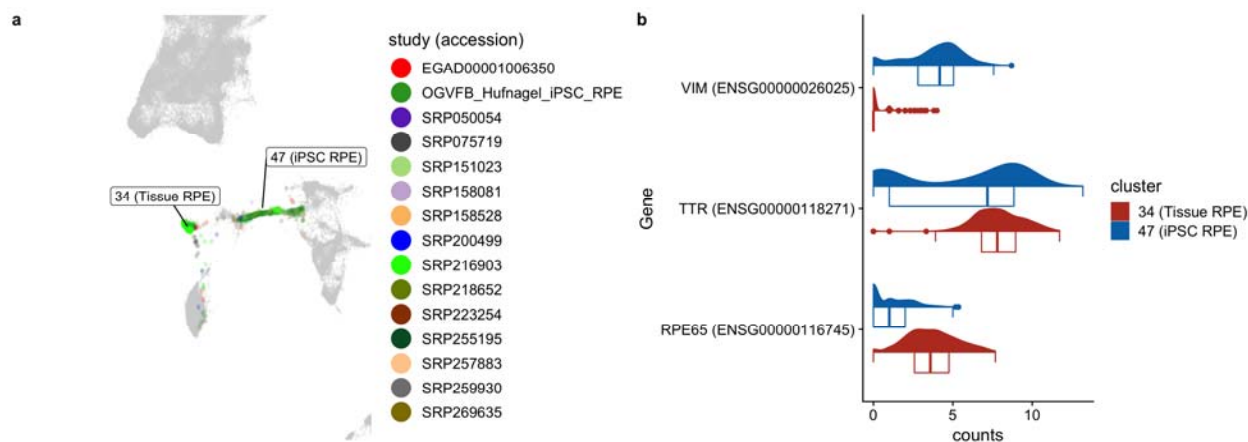 a
47 (iPSC RPE)
34 (Tissue RPE)
study (accession)
EGAD00001006350
OGVFB_Hufnagel_iPSC_RPE
SRP050054
SRP075719
SRP151023
SRP158081
SRP158528
SRP200499
SRP216903
SRP218652
SRP223254
SRP255195
SRP257883
SRP259930
SRP269635
b
VIM (ENSG00000026025)
TTR (ENSG00000118271)
RPE65 (ENSG00000116745)
Gene
0 5 10
counts
cluster
34 (Tissue RPE)
47 (iPSC RPE)